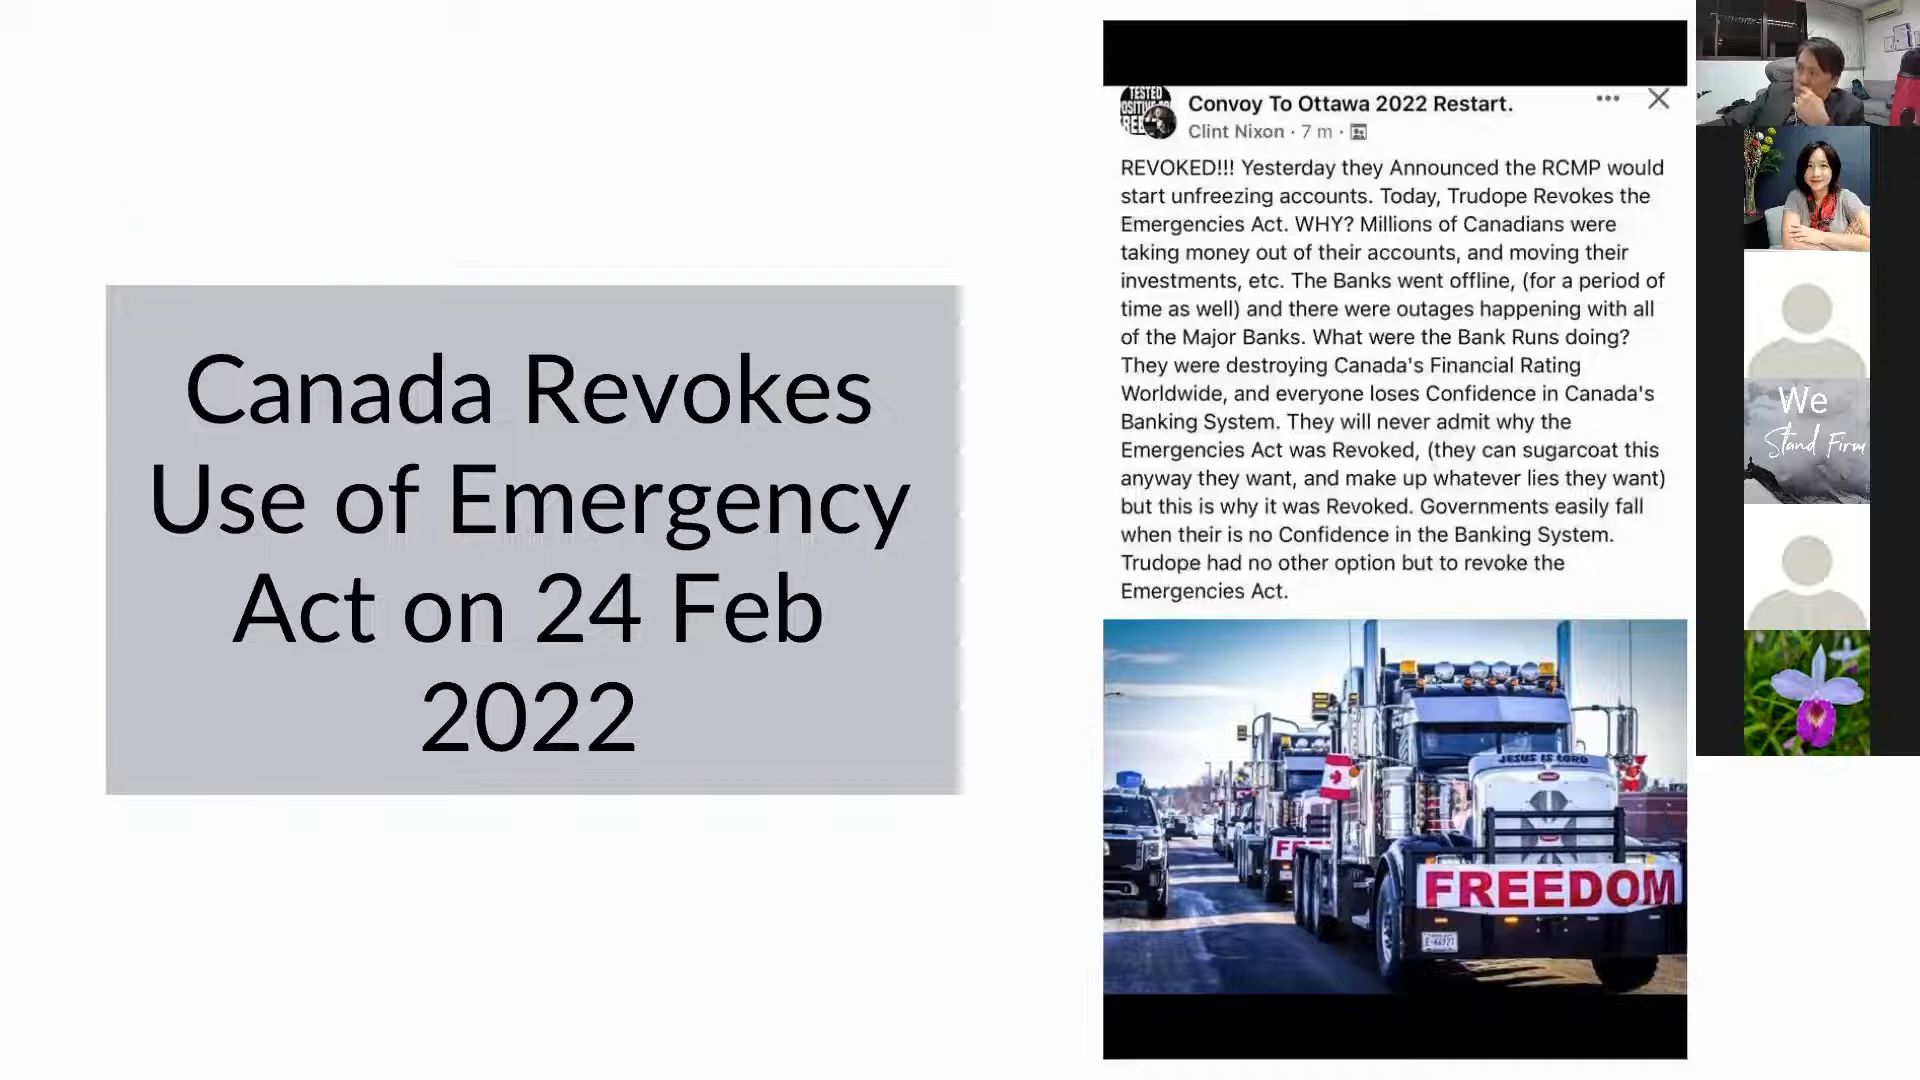 Canada Revokes
Use of Emergency
Act on 24 Feb
2022
TESTED
Convoy To Ottawa 2022 Restart.
Clint Nixon · 7 m ·
REVOKED!!! Yesterday they Announced the RCMP would
start unfreezing accounts. Today, Trudope Revokes the
Emergencies Act. WHY? Millions of Canadians were
taking money out of their accounts, and moving their
investments, etc. The Banks went offline, (for a period of
time as well) and there were outages happening with all
of the Major Banks. What were the Bank Runs doing?
They were destroying Canada's Financial Rating
Worldwide, and everyone loses Confidence in Canada's
Banking System. They will never admit why the
Emergencies Act was Revoked, (they can sugarcoat this
anyway they want, and make up whatever lies they want)
but this is why it was Revoked. Governments easily fall
when their is no Confidence in the Banking System.
Trudope had no other option but to revoke the
Emergencies Act.
JESUS IS LORD
FREEDOM
We
Stand Firm